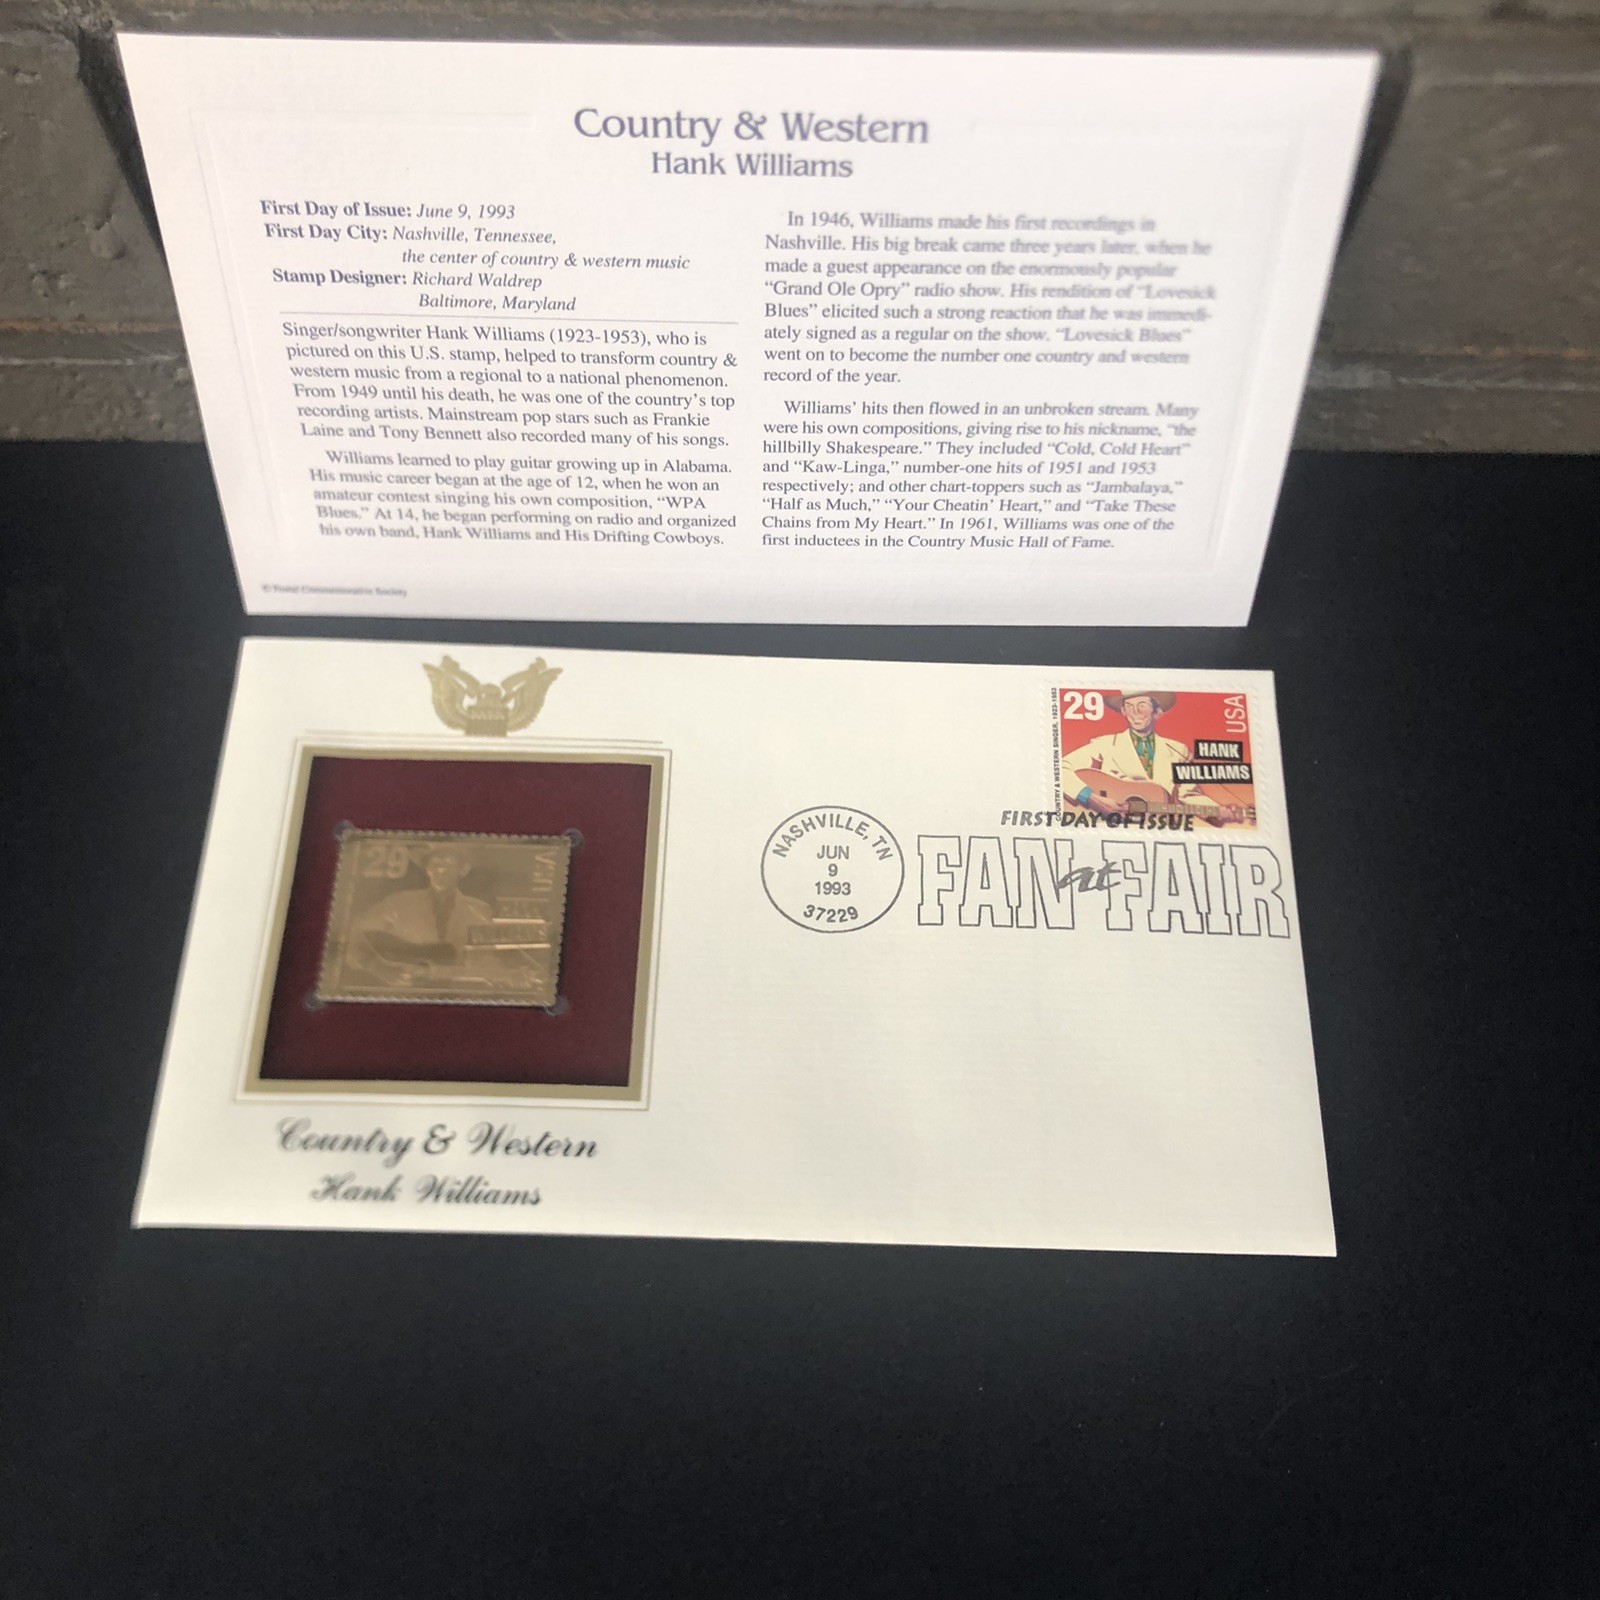 Country & Western
Hank Williams
First Day of Issue: June 9, 1993
First Day City: Nashville, Tennessee,
the center of country & western music
Stamp Designer: Richard Waldrep
Baltimore, Maryland
Singer/songwriter Hank Williams (1923-1953), who is
pictured on this U.S. stamp, helped to transform country &
western music from a regional to a national phenomenon.
From 1949 until his death, he was one of the country's top
recording artists. Mainstream pop stars such as Frankie
Laine and Tony Bennett also recorded many of his songs.
Williams learned to play guitar growing up in Alabama.
His music career began at the age of 12, when he won an
amateur contest singing his own composition, "WPA
Blues." At 14, he began performing on radio and organized
his own band, Hank Williams and His Drifting Cowboys.
In 1946, Williams made his first recordings in
Nashville. His big break came three years later, when he
made a guest appearance on the enormously popular
"Grand Ole Opry" radio show. His rendition of "Lovesick
Blues" elicited such a strong reaction that he was immedi-
ately signed as a regular on the show. "Lovesick Blues"
went on to become the number one country and western
record of the year.
Williams' hits then flowed in an unbroken stream. Many
were his own compositions, giving rise to his nickname, "the
hillbilly Shakespeare." They included "Cold, Cold Heart"
and "Kaw-Linga," number-one hits of 1951 and 1953
respectively; and other chart-toppers such as "Jambalaya,"
"Half as Much," "Your Cheatin' Heart," and "Take These
Chains from My Heart." In 1961, Williams was one of the
first inductees in the Country Music Hall of Fame.
© Postal Commemorative Society
29
USA
HANK
WILLIAMS
COUNTRY & WESTERN SINGER, 1923-1953
FIRST DAY OF ISSUE
NASHVILLE, TN
JUN
9
1993
37229
FAN at FAIR
29
USA
HANK
WILLIAMS
Country & Western
Hank Williams